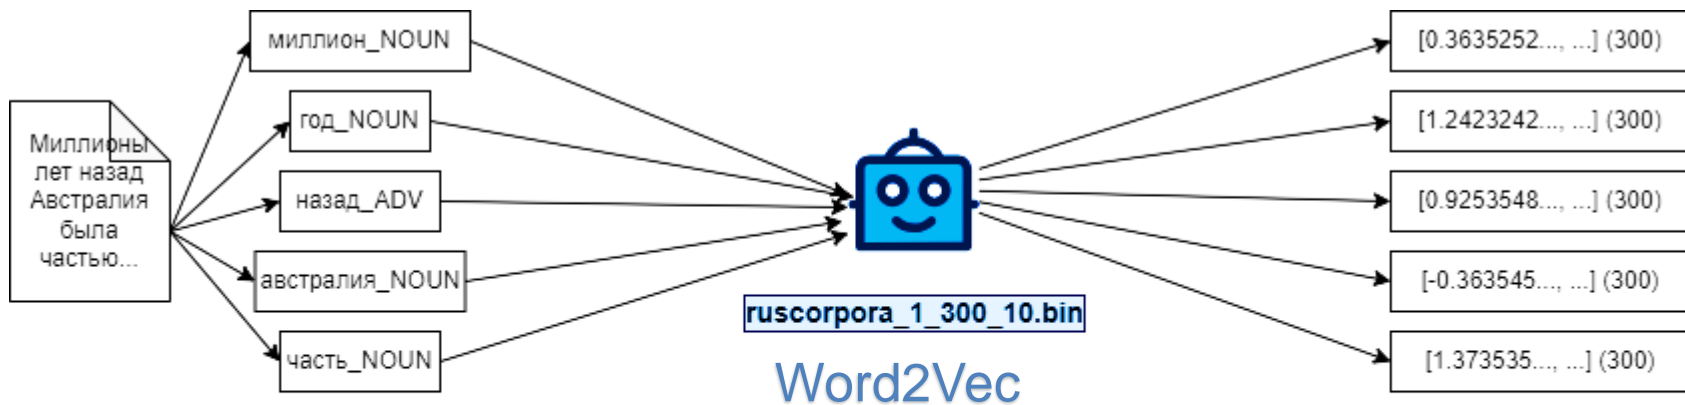 Миллионы
лет назад
Австралия
была
частью...
миллион_NOUN
год_NOUN
назад_ADV
австралия_NOUN
часть_NOUN
ruscorpora_1_300_10.bin
Word2Vec
[0.3635252..., ...] (300)
[1.2423242..., ...] (300)
[0.9253548..., ...] (300)
[-0.363545..., ...] (300)
[1.373535..., ...] (300)